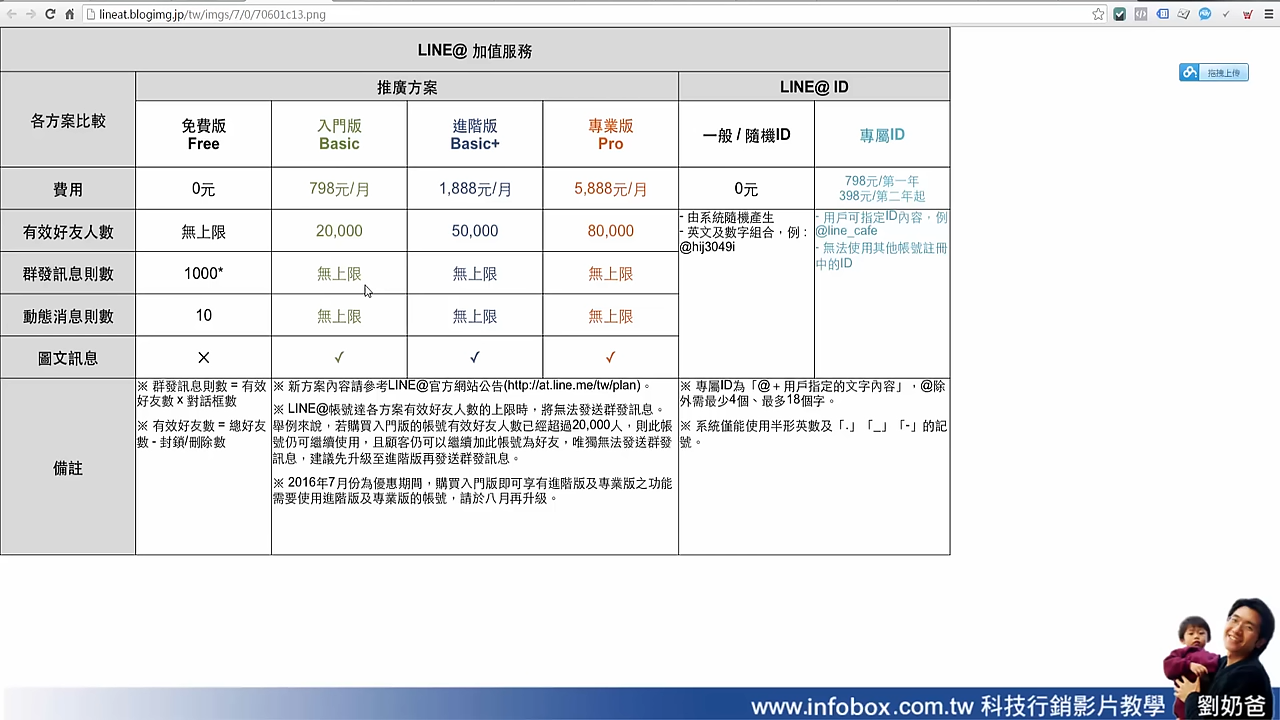 lineat.blogimg.jp/tw/imgs/7/0/70601c13.png
拖拽上传
LINE@ 加值服務
各方案比較
推廣方案
LINE@ ID
免費版
Free
入門版
Basic
進階版
Basic+
專業版
Pro
一般 / 隨機ID
專屬ID
費用
0元
798元/月
1,888元/月
5,888元/月
0元
798元/第一年
398元/第二年起
有效好友人數
無上限
20,000
50,000
80,000
- 由系統隨機產生
- 英文及數字組合，例：
@hij3049i
- 用戶可指定ID內容，例
@line_cafe
- 無法使用其他帳號註冊
中的ID
群發訊息則數
1000*
無上限
無上限
無上限
動態消息則數
10
無上限
無上限
無上限
圖文訊息
✕
✓
✓
✓
備註
※ 群發訊息則數 = 有效
好友數 x 對話框數
※ 有效好友數 = 總好友
數 - 封鎖/刪除數
※ 新方案內容請參考LINE@官方網站公告(http://at.line.me/tw/plan)。
※ LINE@帳號達各方案有效好友人數的上限時，將無法發送群發訊息。
舉例來說，若購買入門版的帳號有效好友人數已經超過20,000人，則此帳
號仍可繼續使用，且顧客仍可以繼續加此帳號為好友，唯獨無法發送群發
訊息，建議先升級至進階版再發送群發訊息。
※ 2016年7月份為優惠期間，購買入門版即可享有進階版及專業版之功能
需要使用進階版及專業版的帳號，請於八月再升級。
※ 專屬ID為「@＋用戶指定的文字內容」，@除
外需最少4個、最多18個字。
※ 系統僅能使用半形英數及「.」「_」「-」的記
號。
www.infobox.com.tw 科技行銷影片教學
劉奶爸